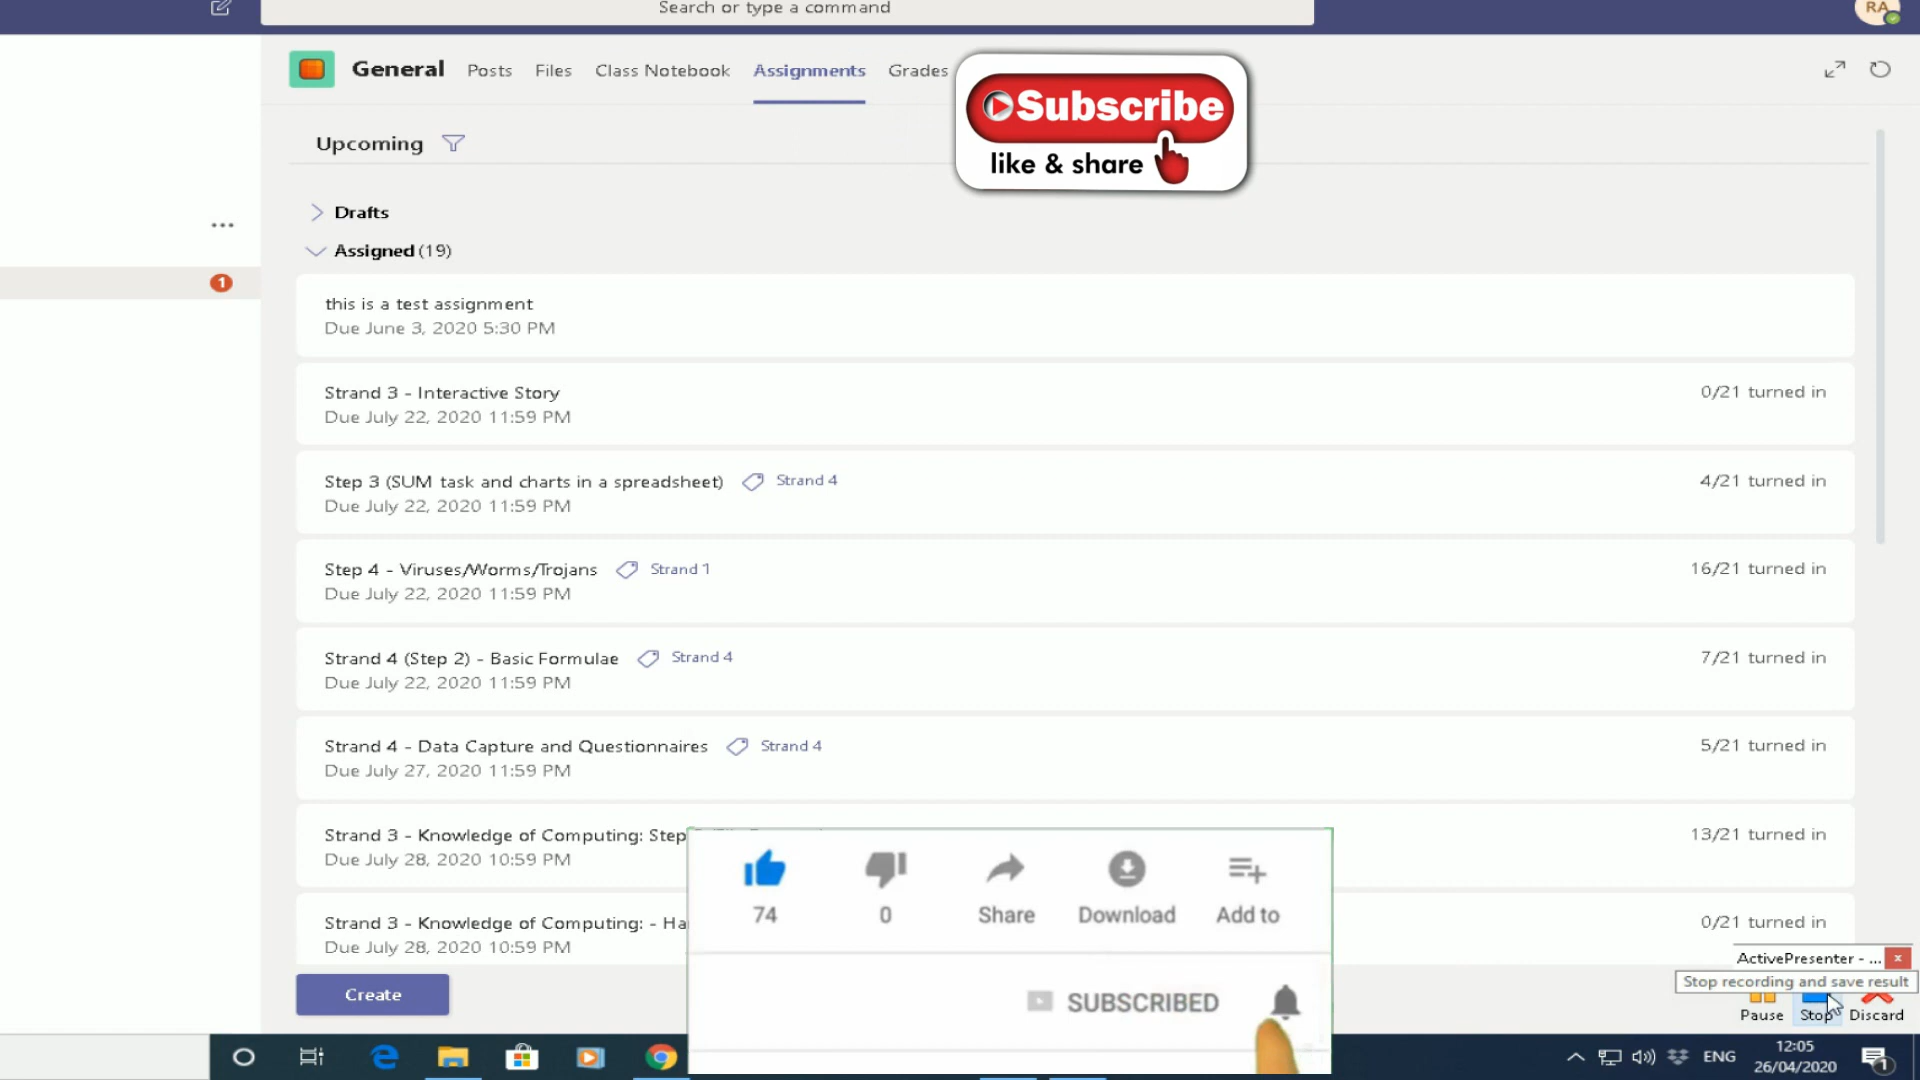 Search or type a command
RA
General Posts Files Class Notebook Assignments Grades
Subscribe
like & share
Upcoming
Drafts
Assigned (19)
1
this is a test assignment
Due June 3, 2020 5:30 PM
Strand 3 - Interactive Story 0/21 turned in
Due July 22, 2020 11:59 PM
Step 3 (SUM task and charts in a spreadsheet) Strand 4 4/21 turned in
Due July 22, 2020 11:59 PM
Step 4 - Viruses/Worms/Trojans Strand 1 16/21 turned in
Due July 22, 2020 11:59 PM
Strand 4 (Step 2) - Basic Formulae Strand 4 7/21 turned in
Due July 22, 2020 11:59 PM
Strand 4 - Data Capture and Questionnaires Strand 4 5/21 turned in
Due July 27, 2020 11:59 PM
Strand 3 - Knowledge of Computing: Step 13/21 turned in
Due July 28, 2020 10:59 PM
74 0 Share Download Add to
Strand 3 - Knowledge of Computing: - Ha 0/21 turned in
Due July 28, 2020 10:59 PM
ActivePresenter - ...
Stop recording and save result
Create
SUBSCRIBED
Pause Stop Discard
ENG
12:05
26/04/2020
1